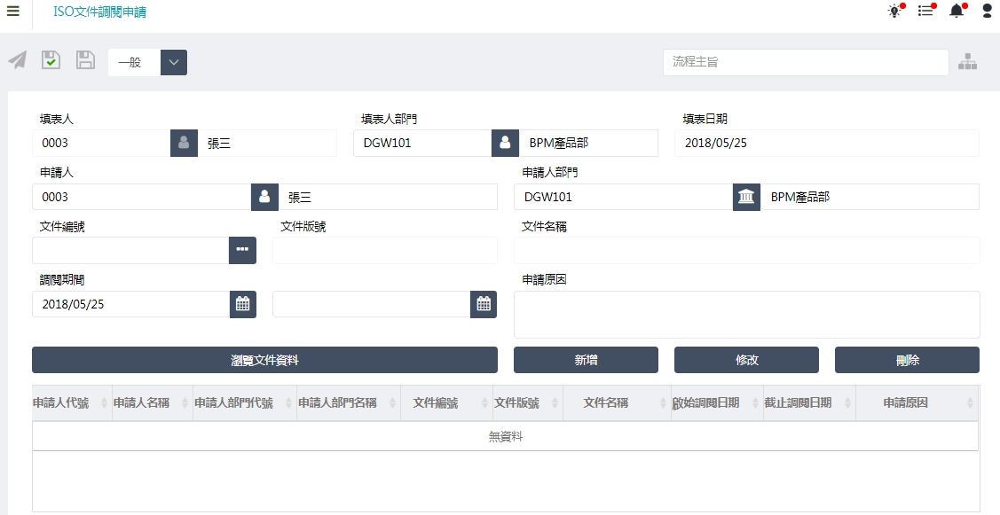 ISO文件調閱申請
一般
流程主旨
填表人 填表人部門 填表日期
0003 張三 DGW101 BPM產品部 2018/05/25
申請人 申請人部門
0003 張三 DGW101 BPM產品部
文件編號 文件版號 文件名稱
調閱期間 申請原因
2018/05/25
瀏覽文件資料 新增 修改 刪除
申請人代號 申請人名稱 申請人部門代號 申請人部門名稱 文件編號 文件版號 文件名稱 啟始調閱日期 截止調閱日期 申請原因
無資料